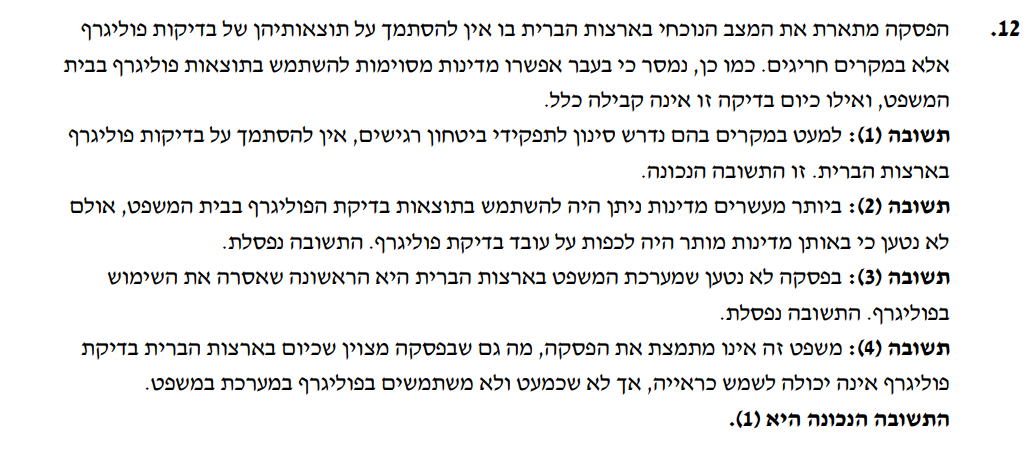 12. הפסקה מתארת את המצב הנוכחי בארצות הברית בו אין להסתמך על תוצאותיהן של בדיקות פוליגרף
אלא במקרים חריגים. כמו כן, נמסר כי בעבר אפשרו מדינות מסוימות להשתמש בתוצאות פוליגרף בבית
המשפט, ואילו כיום בדיקה זו אינה קבילה כלל.
תשובה (1): למעט במקרים בהם נדרש סינון לתפקידי ביטחון רגישים, אין להסתמך על בדיקות פוליגרף
בארצות הברית. זו התשובה הנכונה.
תשובה (2): ביותר מעשרים מדינות ניתן היה להשתמש בתוצאות בדיקת הפוליגרף בבית המשפט, אולם
לא נטען כי באותן מדינות מותר היה לכפות על עובד בדיקת פוליגרף. התשובה נפסלת.
תשובה (3): בפסקה לא נטען שמערכת המשפט בארצות הברית היא הראשונה שאסרה את השימוש
בפוליגרף. התשובה נפסלת.
תשובה (4): משפט זה אינו מתמצת את הפסקה, מה גם שבפסקה מצוין שכיום בארצות הברית בדיקת
פוליגרף אינה יכולה לשמש כראייה, אך לא שכמעט ולא משתמשים בפוליגרף במערכת במשפט.
התשובה הנכונה היא (1).